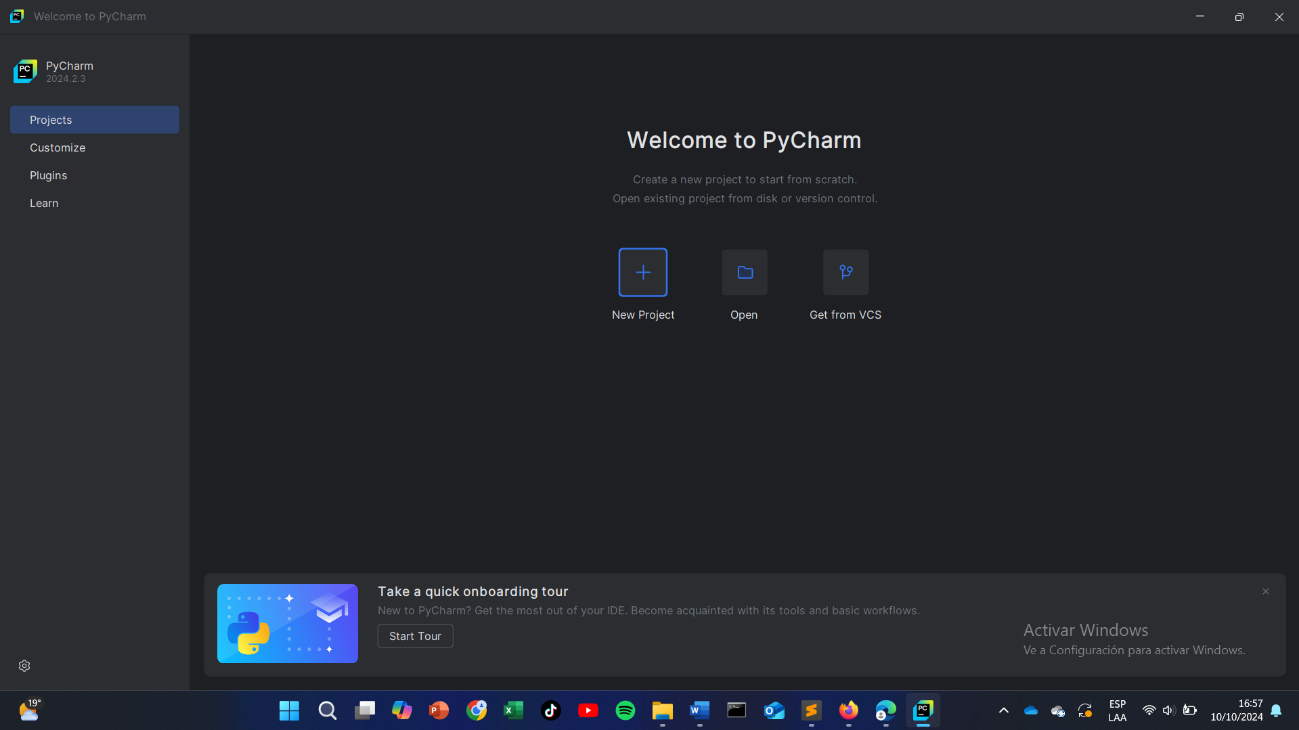 Welcome to PyCharm
PyCharm
2024.2.3
Projects
Customize
Plugins
Learn
Welcome to PyCharm
Create a new project to start from scratch.
Open existing project from disk or version control.
New Project
Open
Get from VCS
Take a quick onboarding tour
New to PyCharm? Get the most out of your IDE. Become acquainted with its tools and basic workflows.
Start Tour
Activar Windows
Ve a Configuración para activar Windows.
19°
ESP
LAA
16:57
10/10/2024